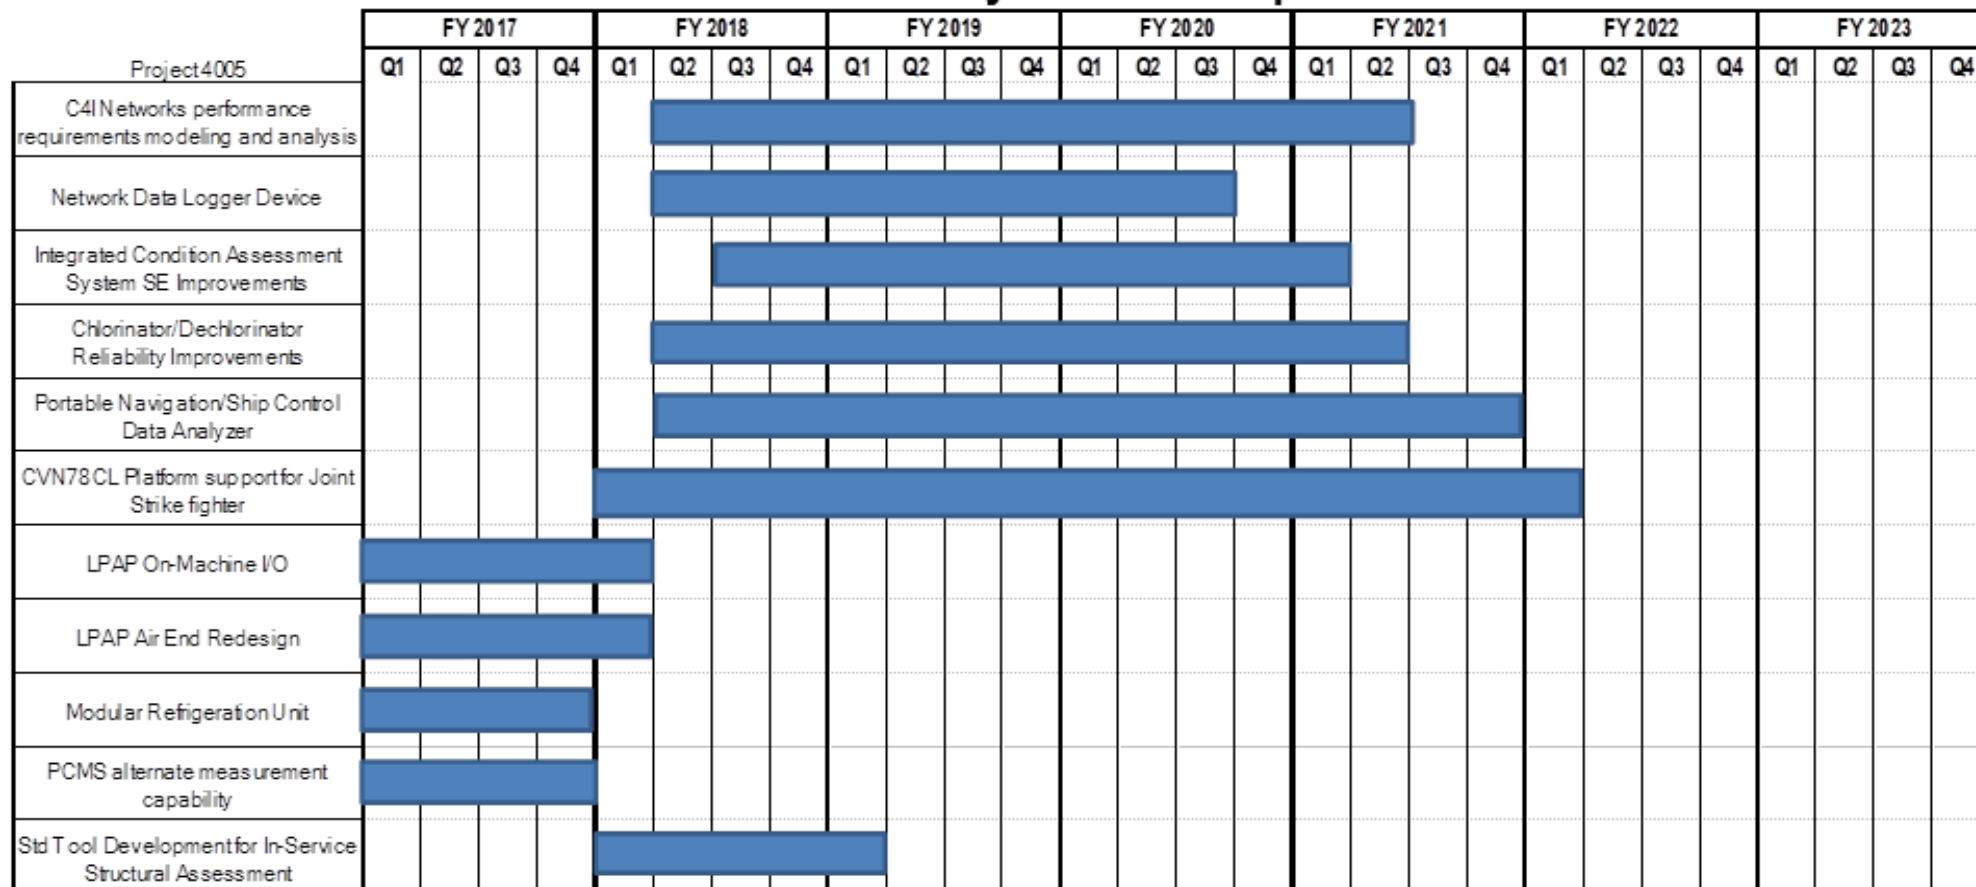 FY 2017 FY 2018 FY 2019 FY 2020 FY 2021 FY 2022 FY 2023
Project 4005 Q1 Q2 Q3 Q4 Q1 Q2 Q3 Q4 Q1 Q2 Q3 Q4 Q1 Q2 Q3 Q4 Q1 Q2 Q3 Q4 Q1 Q2 Q3 Q4 Q1 Q2 Q3 Q4
C4I Networks performance
requirements modeling and analysis
Network Data Logger Device
Integrated Condition Assessment
System SE Improvements
Chlorinator/Dechlorinator
Reliability Improvements
Portable Navigation/Ship Control
Data Analyzer
CVN78 CL Platform support for Joint
Strike fighter
LPAP On-Machine I/O
LPAP Air End Redesign
Modular Refrigeration Unit
PCMS alternate measurement
capability
Std Tool Development for In-Service
Structural Assessment